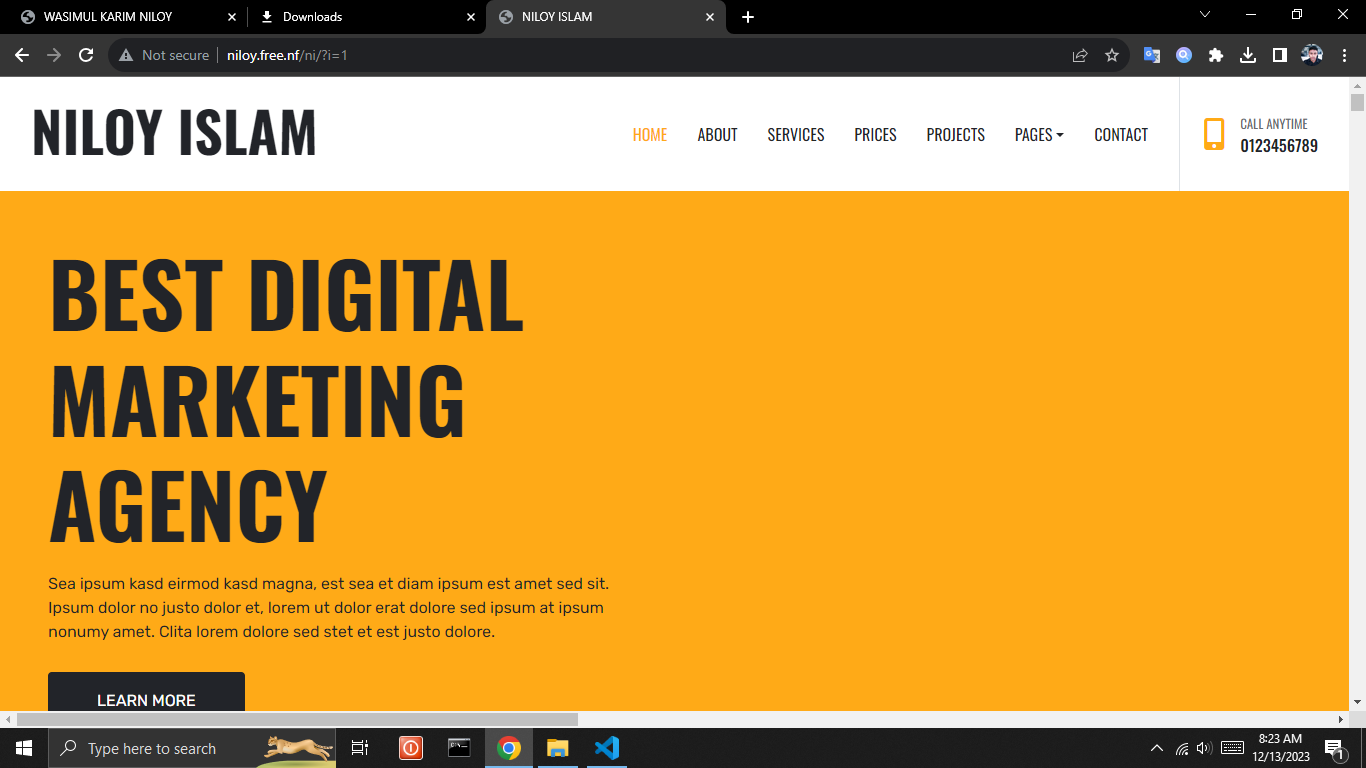 WASIMUL KARIM NILOY
Downloads
NILOY ISLAM
Not secure
niloy.free.nf/ni/?i=1
NILOY ISLAM
HOME
ABOUT
SERVICES
PRICES
PROJECTS
PAGES
CONTACT
CALL ANYTIME
0123456789
BEST DIGITAL
MARKETING
AGENCY
Sea ipsum kasd eirmod kasd magna, est sea et diam ipsum est amet sed sit.
Ipsum dolor no justo dolor et, lorem ut dolor erat dolore sed ipsum at ipsum
nonumy amet. Clita lorem dolore sed stet et est justo dolore.
LEARN MORE
Type here to search
8:23 AM
12/13/2023
1